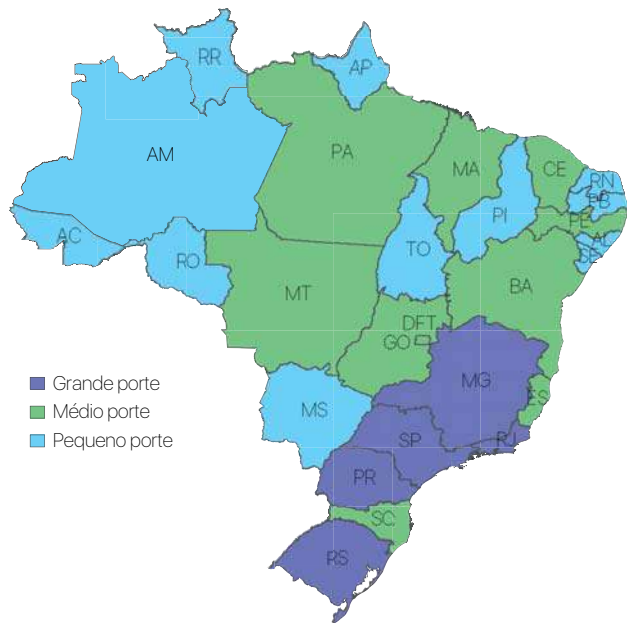 RR
AP
AM
PA
MA
CE
RN
PB
PI
PE
AC
TO
AL
SE
RO
BA
MT
DFT
GO
MG
Grande porte
ES
Médio porte
MS
SP
RJ
Pequeno porte
PR
SC
RS